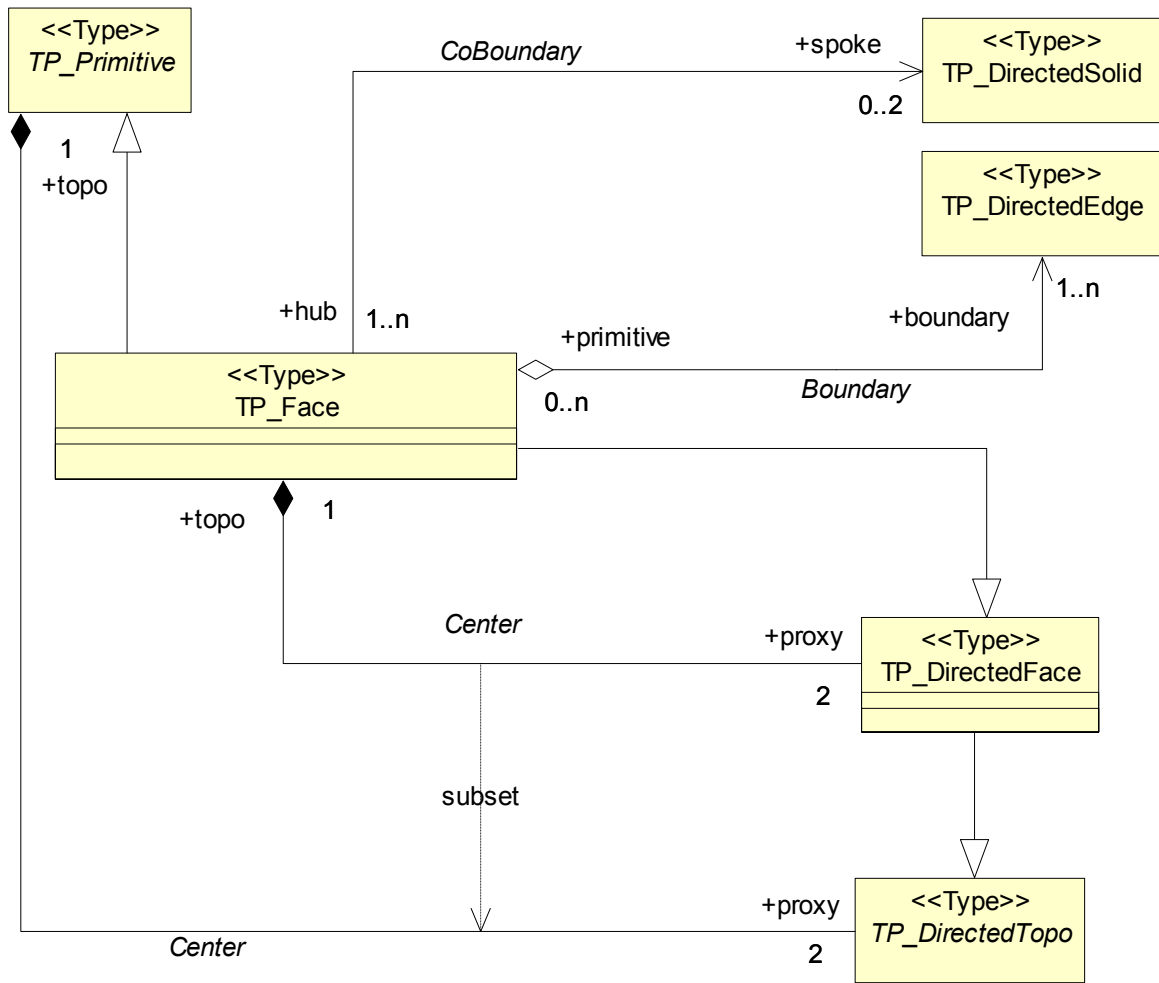 <<Type>>
TP_Primitive
CoBoundary
+spoke
<<Type>>
TP_DirectedSolid
0..2
1
+topo
<<Type>>
TP_DirectedEdge
+hub
1..n
1..n
+boundary
+primitive
<<Type>>
TP_Face
0..n
Boundary
+topo
1
Center
+proxy
<<Type>>
TP_DirectedFace
2
subset
+proxy
<<Type>>
TP_DirectedTopo
Center
2